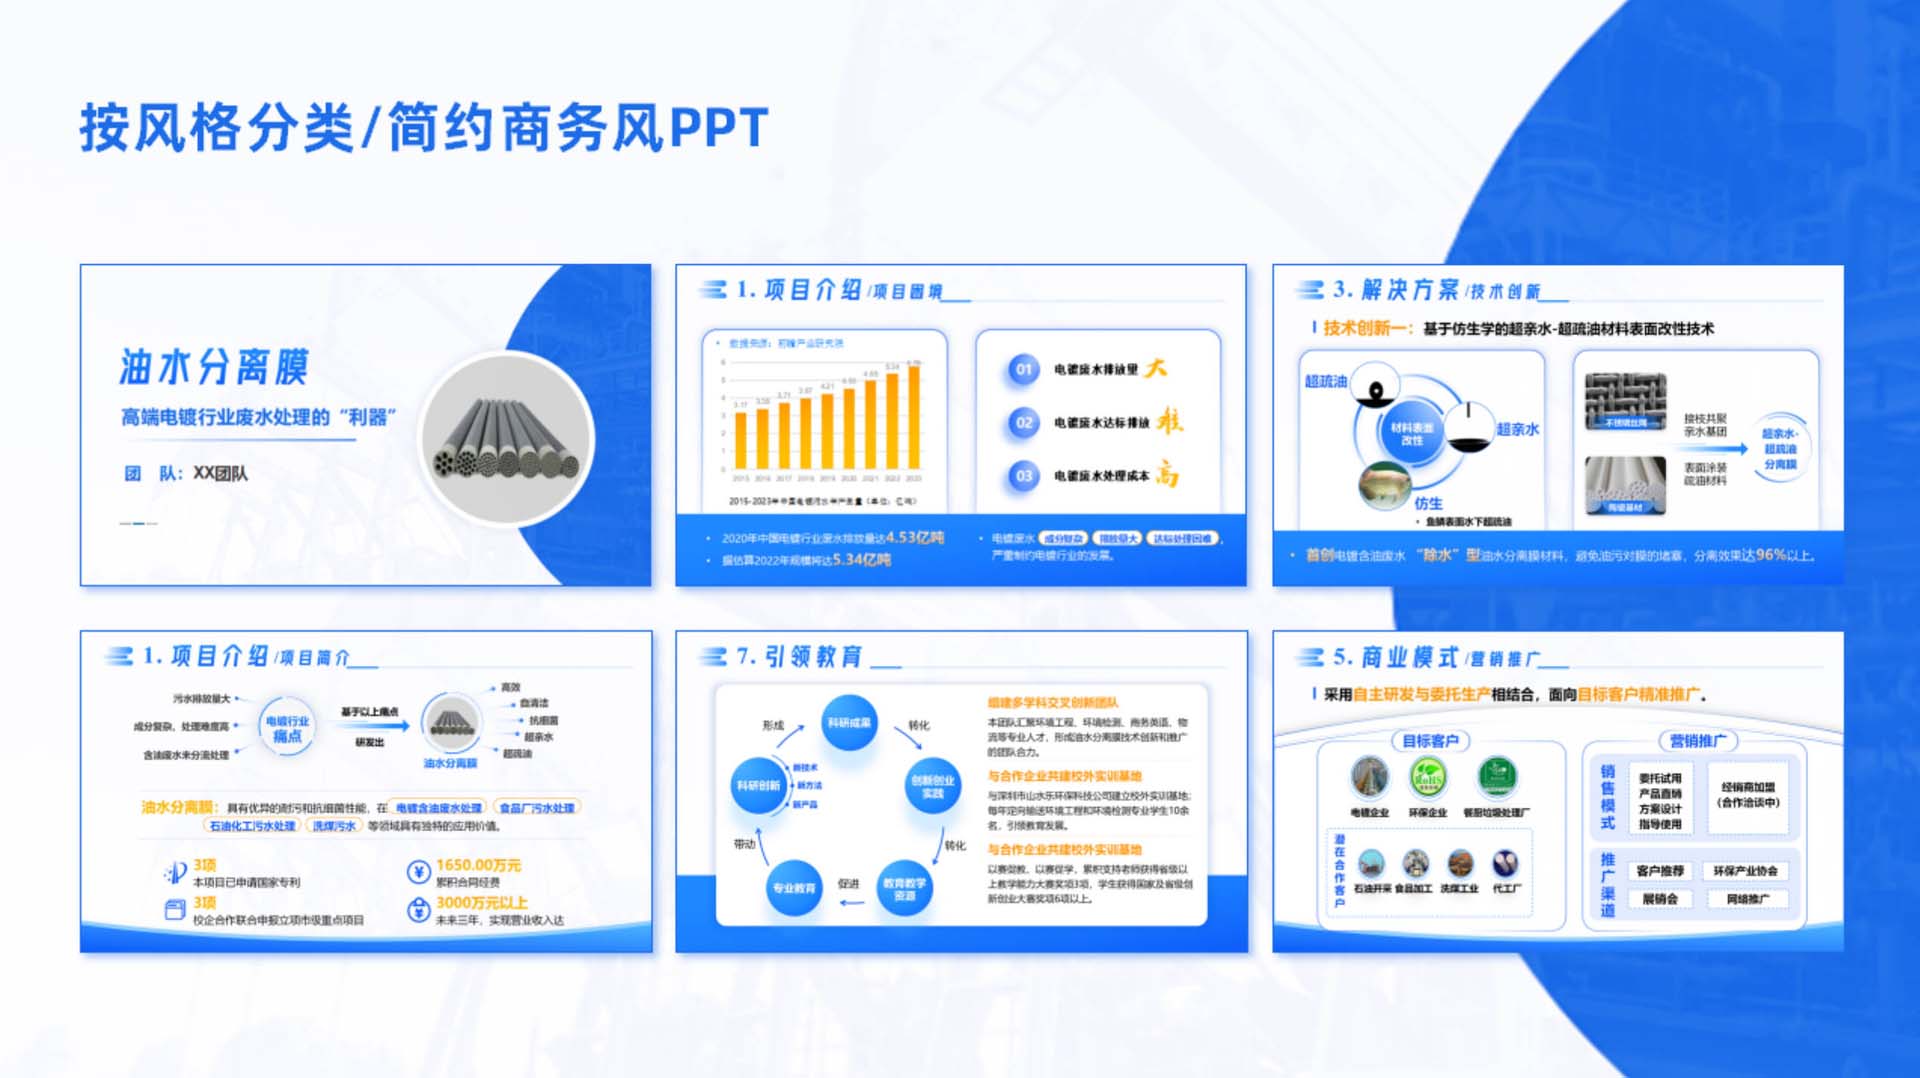 按风格分类/简约商务风PPT
油水分离膜
高端电镀行业废水处理的“利器”
团 队：XX团队
1.项目介绍/项目困境
数据来源：前瞻产业研究院
6
5
4
3
2
1
0
3.17
3.71
4.21
2015 2016 2017 2018 2019 2020 2021 2022 2023
01 电镀废水排放量大
02 电镀废水达标排放难
03 电镀废水处理成本高
• 2020年中国电镀行业废水排放量达4.53亿吨
• 据估算2022年规模将达5.34亿吨
• 电镀废水 成分复杂 排放量大 达标处理困难，
严重制约电镀行业的发展。
3.解决方案/技术创新
技术创新一：基于仿生学的超亲水-超疏油材料表面改性技术
超疏油
材料表面
改性
超亲水
仿生
• 鱼鳞表面水下超疏油
不锈钢丝网
陶瓷基材
接枝共聚
亲水基团
表面涂装
疏油材料
超亲水-
超疏油
分离膜
• 首创电镀含油废水 “除水”型油水分离膜材料，避免油污对膜的堵塞，分离效果达96%以上。
1.项目介绍/项目简介
污水排放量大
成分复杂、处理难度高
含油废水未分流处理
电镀行业
痛点
基于以上痛点
研发出
油水分离膜
高效
自清洁
抗细菌
超亲水
超疏油
油水分离膜：具有优异的耐污和抗细菌性能，在 电镀含油废水处理 食品厂污水处理
石油化工污水处理 洗煤污水 等领域具有独特的应用价值。
3项
本项目已申请国家专利
1650.00万元
累积合同经费
3项
校企合作联合申报立项市级重点项目
3000万元以上
未来三年，实现营业收入达
7.引领教育
科研成果
转化
创新创业
实践
转化
教育教学
资源
促进
专业教育
带动
科研创新
形成
新技术
新方法
新产品
组建多学科交叉创新团队
本团队汇聚环境工程、环境检测、商务英语、物
流等专业人才，形成油水分离膜技术创新和推广
的团队合力。
与合作企业共建校外实训基地
与深圳市山水乐环保科技公司建立校外实训基地；
每年定向输送环境工程和环境检测专业学生10余
名，引领教育发展。
与合作企业共建校外实训基地
以赛促教、以赛促学，累积支持老师获得省级以
上教学能力大赛奖项3项，学生获得国家及省级创
新创业大赛奖项6项以上。
5.商业模式/营销推广
采用自主研发与委托生产相结合，面向目标客户精准推广。
目标客户
RoHS
电镀企业 环保企业 餐厨垃圾处理厂
潜在合作客户
石油开采 食品加工 洗煤工业 代工厂
营销推广
销售模式
委托试用
产品直销
方案设计
指导使用
经销商加盟
（合作洽谈中）
推广渠道
客户推荐 环保产业协会
展销会 网络推广